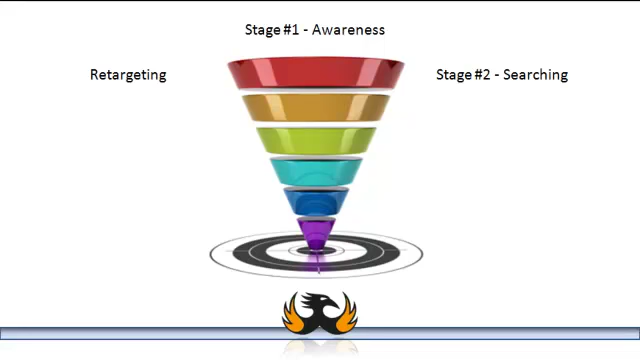 Stage #1 - Awareness
Retargeting
Stage #2 - Searching